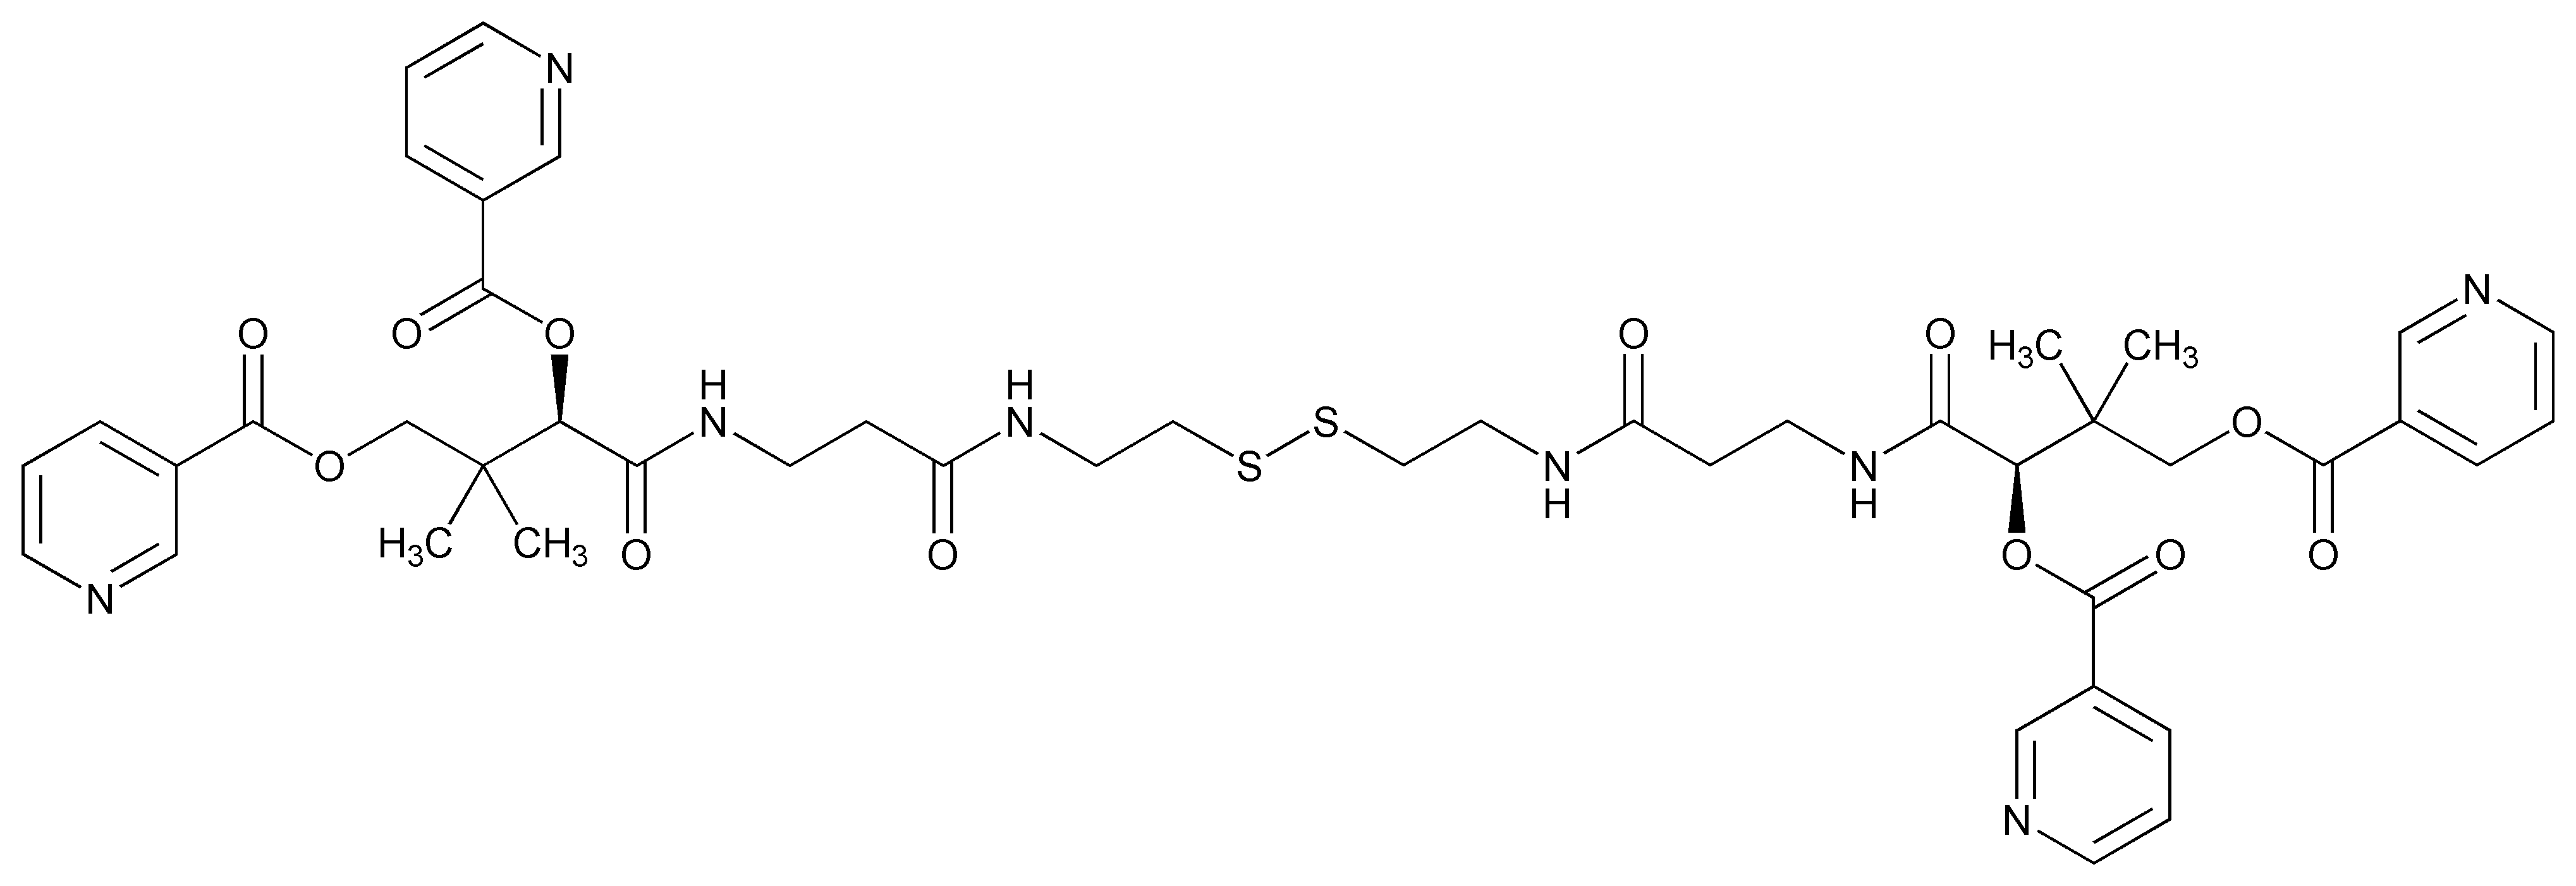 N
O O O
O O H₃C CH₃ N
H H
N N S O
O S N N
H₃C CH₃ O O H H O O O
N
N